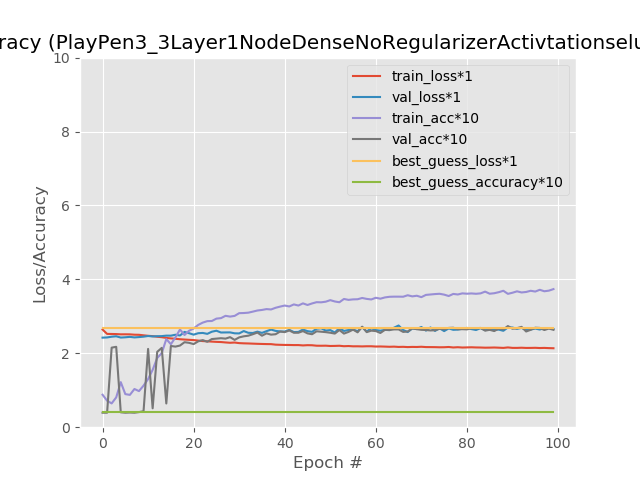 racy (PlayPen3_3Layer1NodeDenseNoRegularizerActivtationselu
10
8
6
4
2
0
Loss/Accuracy
train_loss*1
val_loss*1
train_acc*10
val_acc*10
best_guess_loss*1
best_guess_accuracy*10
0 20 40 60 80 100
Epoch #